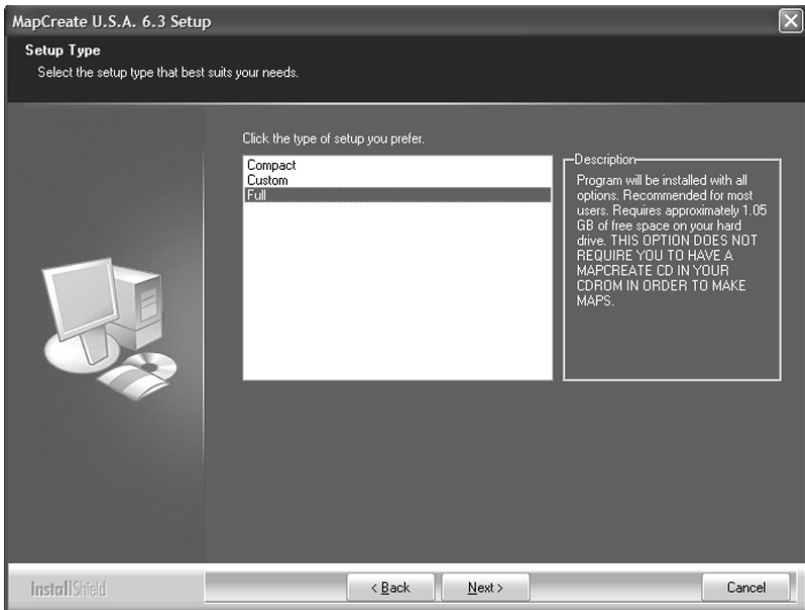 MapCreate U.S.A. 6.3 Setup
Setup Type
Select the setup type that best suits your needs.
Click the type of setup you prefer.
Compact
Custom
Full
Description
Program will be installed with all
options. Recommended for most
users. Requires approximately 1.05
GB of free space on your hard
drive. THIS OPTION DOES NOT
REQUIRE YOU TO HAVE A
MAPCREATE CD IN YOUR
CDROM IN ORDER TO MAKE
MAPS.
InstallShield
< Back
Next >
Cancel